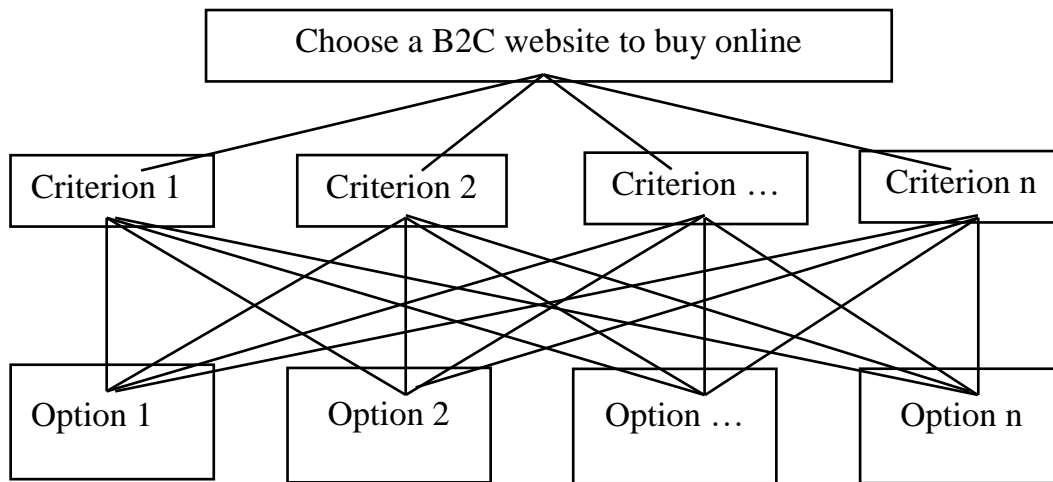 Choose a B2C website to buy online
Criterion 1
Criterion 2
Criterion …
Criterion n
Option 1
Option 2
Option …
Option n